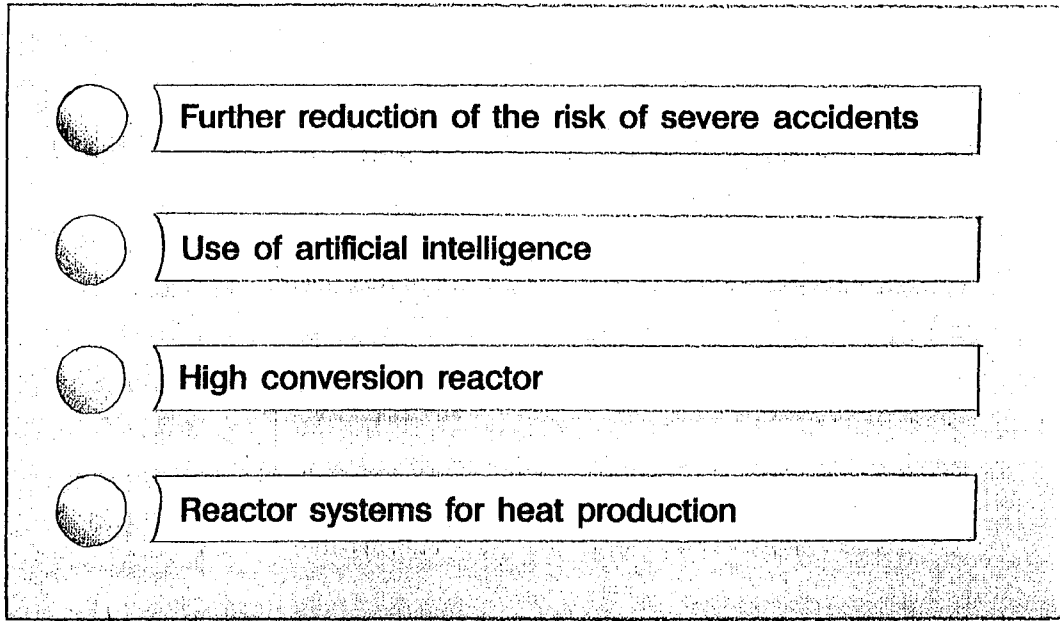 Further reduction of the risk of severe accidents
Use of artificial intelligence
High conversion reactor
Reactor systems for heat production